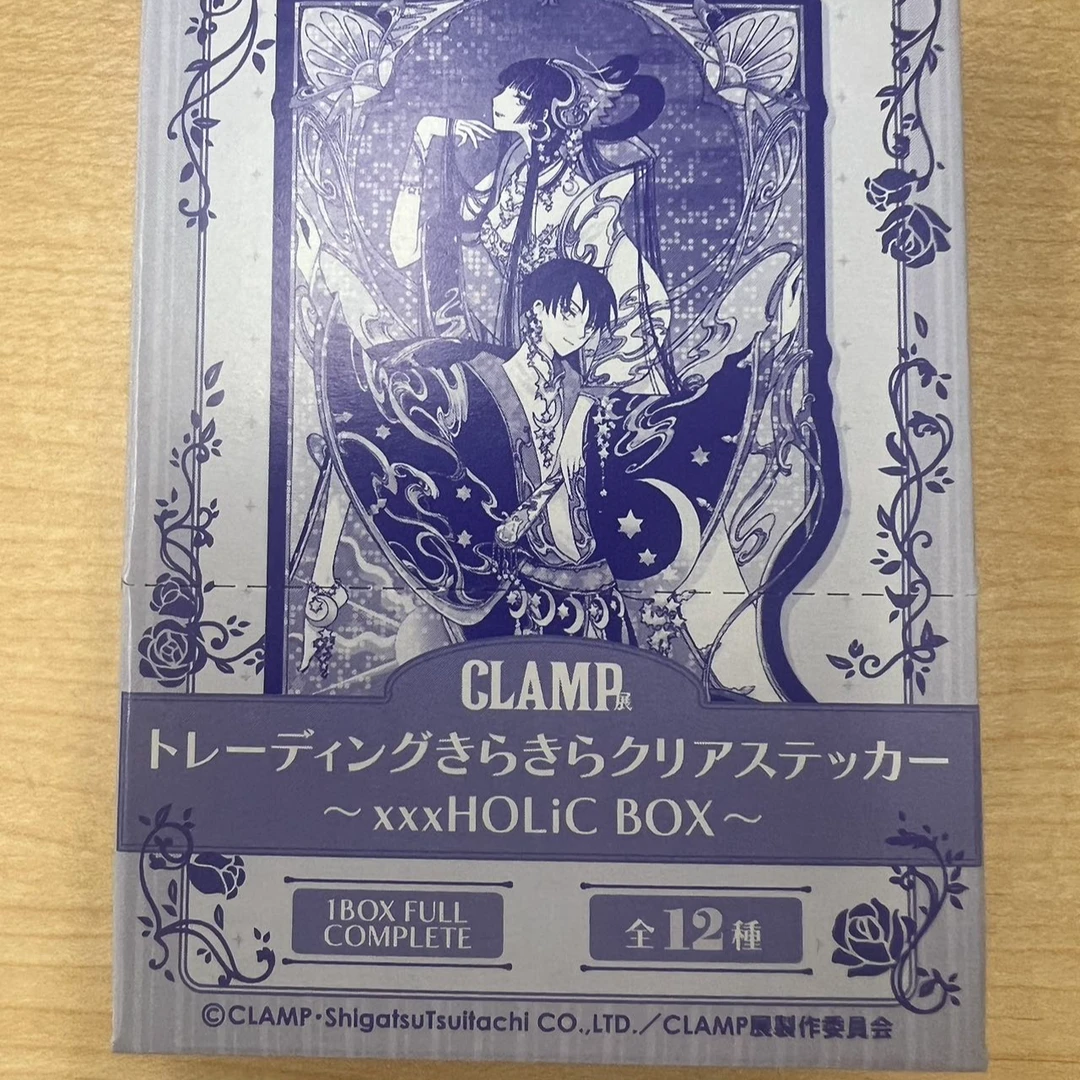 CLAMP展
トレーディングきらきらクリアステッカー
～xxxHOLiC BOX～
1BOX FULL
COMPLETE
全12種
©CLAMP・ShigatsuTsuitachi CO.,LTD.／CLAMP展製作委員会